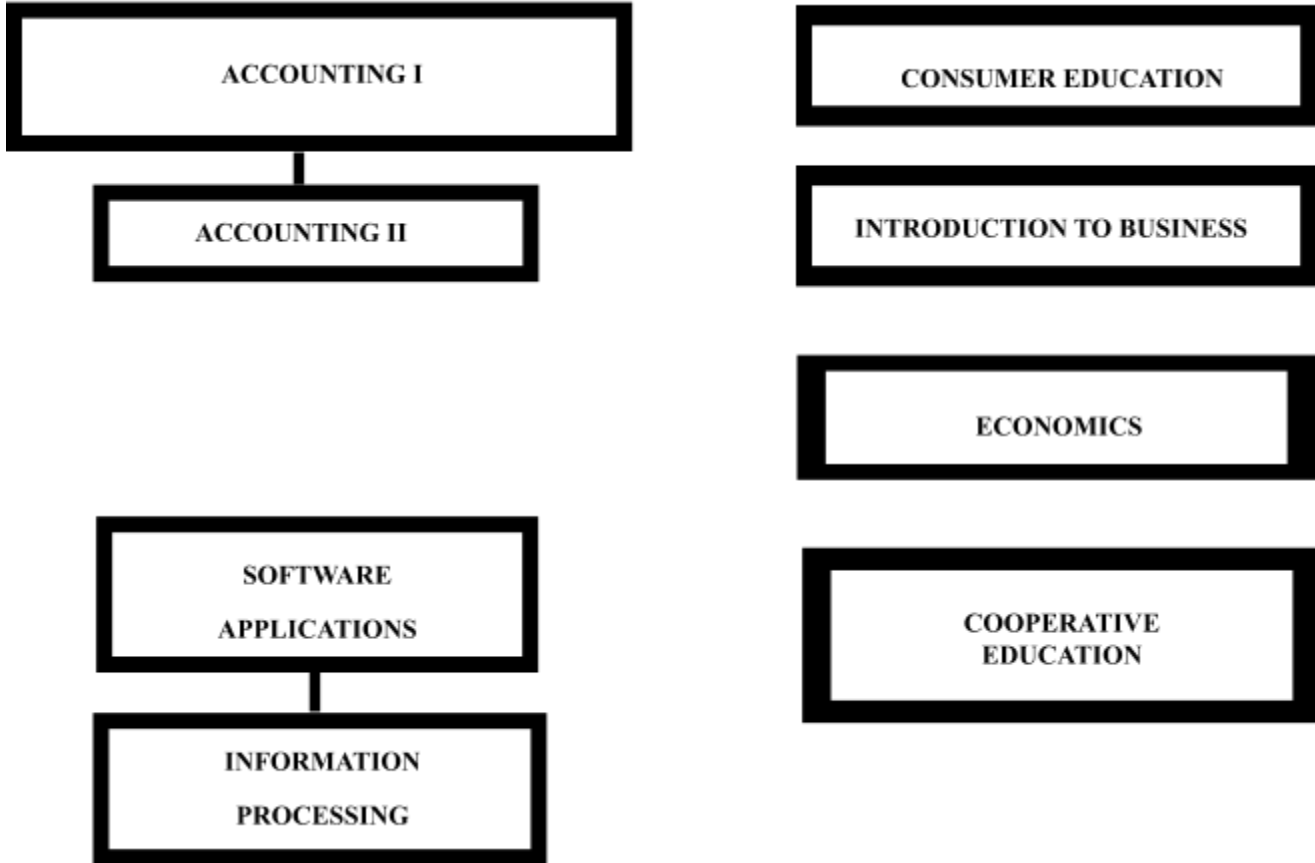 ACCOUNTING I
ACCOUNTING II
SOFTWARE
APPLICATIONS
INFORMATION
PROCESSING
CONSUMER EDUCATION
INTRODUCTION TO BUSINESS
ECONOMICS
COOPERATIVE
EDUCATION